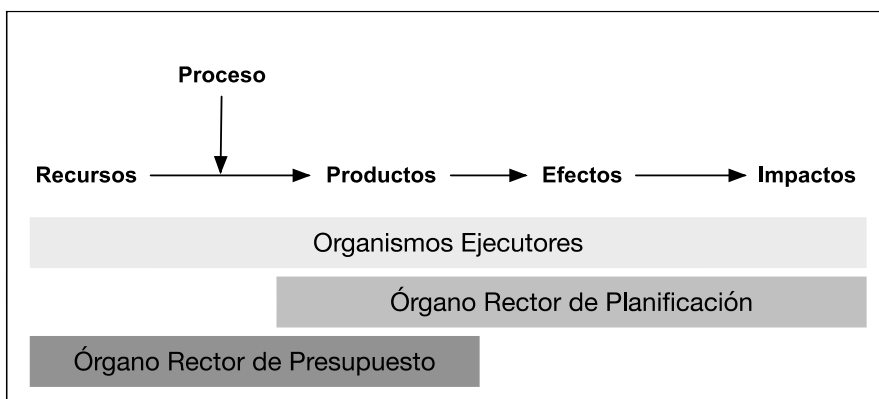 Proceso
Recursos Productos Efectos Impactos
Organismos Ejecutores
Órgano Rector de Planificación
Órgano Rector de Presupuesto